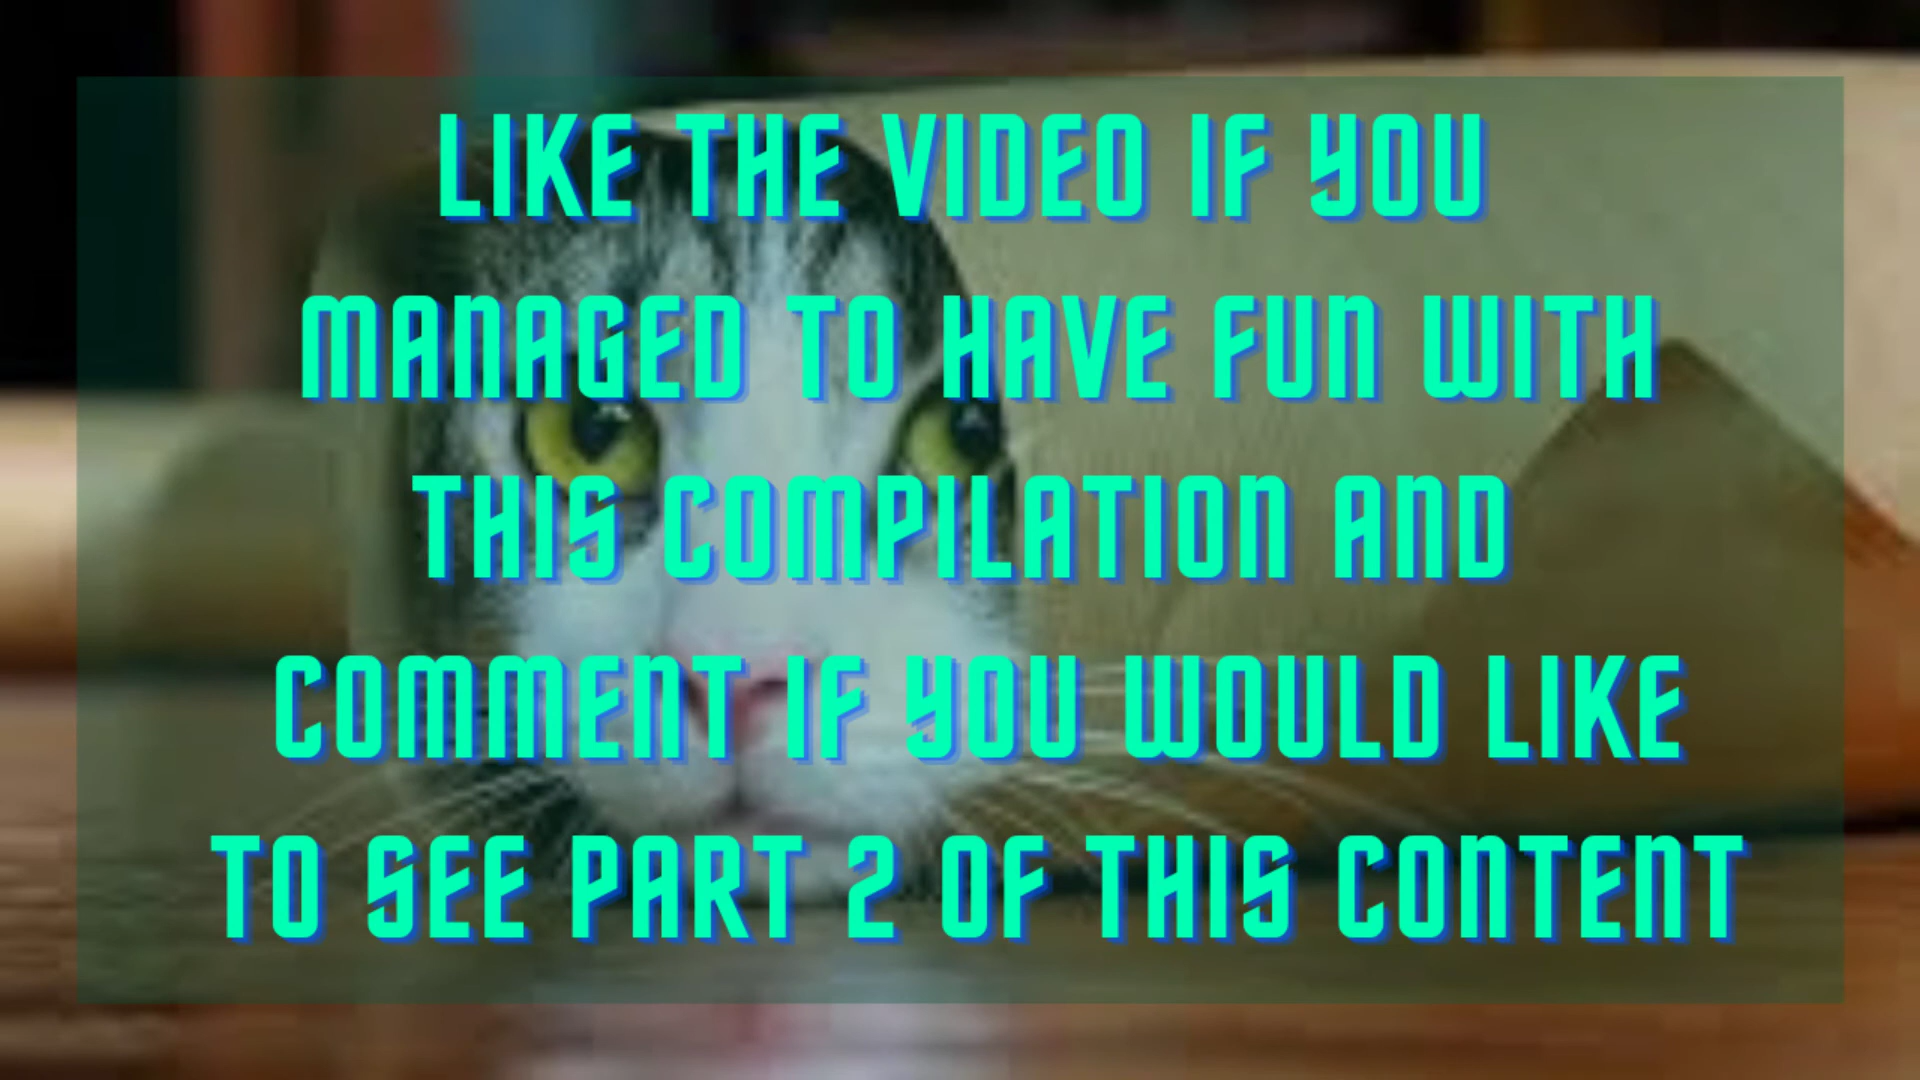 LIKE THE VIDEO IF YOU
MANAGED TO HAVE FUN WITH
THIS COMPILATION AND
COMMENT IF YOU WOULD LIKE
TO SEE PART 2 OF THIS CONTENT